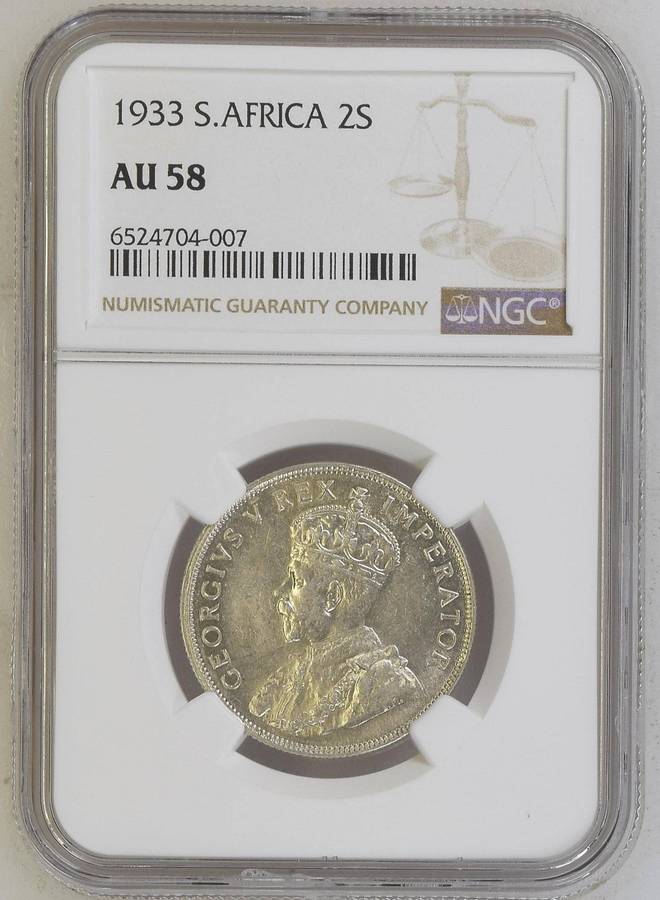 1933 S.AFRICA 2S
AU 58
6524704-007
NUMISMATIC GUARANTY COMPANY
NGC®
GEORGIVS V REX IMPERATOR